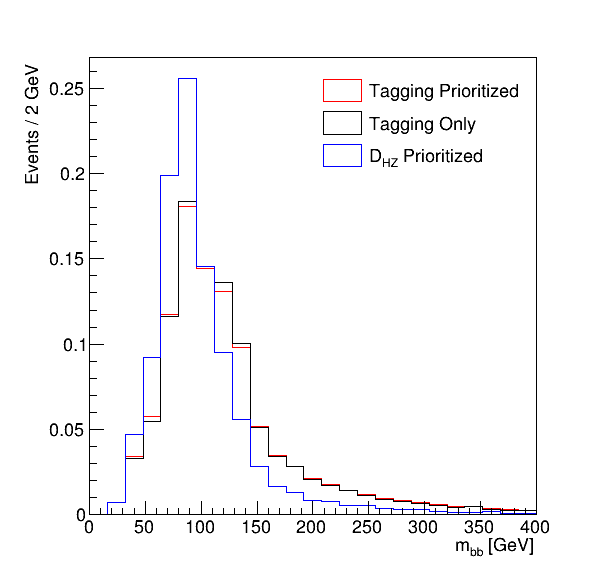 Events / 2 GeV
0.25
0.2
0.15
0.1
0.05
0
Tagging Prioritized
Tagging Only
D_HZ Prioritized
0 50 100 150 200 250 300 350 400
m_bb [GeV]